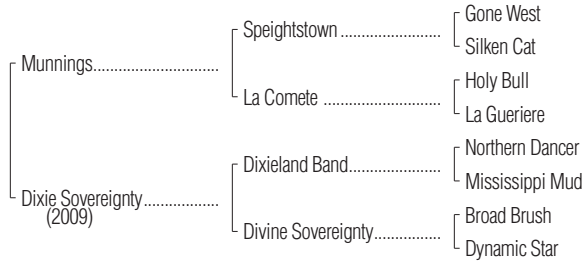 Gone West
Speightstown
Silken Cat
Munnings
Holy Bull
La Comete
La Gueriere
Northern Dancer
Dixieland Band
Mississippi Mud
Dixie Sovereignty
(2009)
Broad Brush
Divine Sovereignty
Dynamic Star